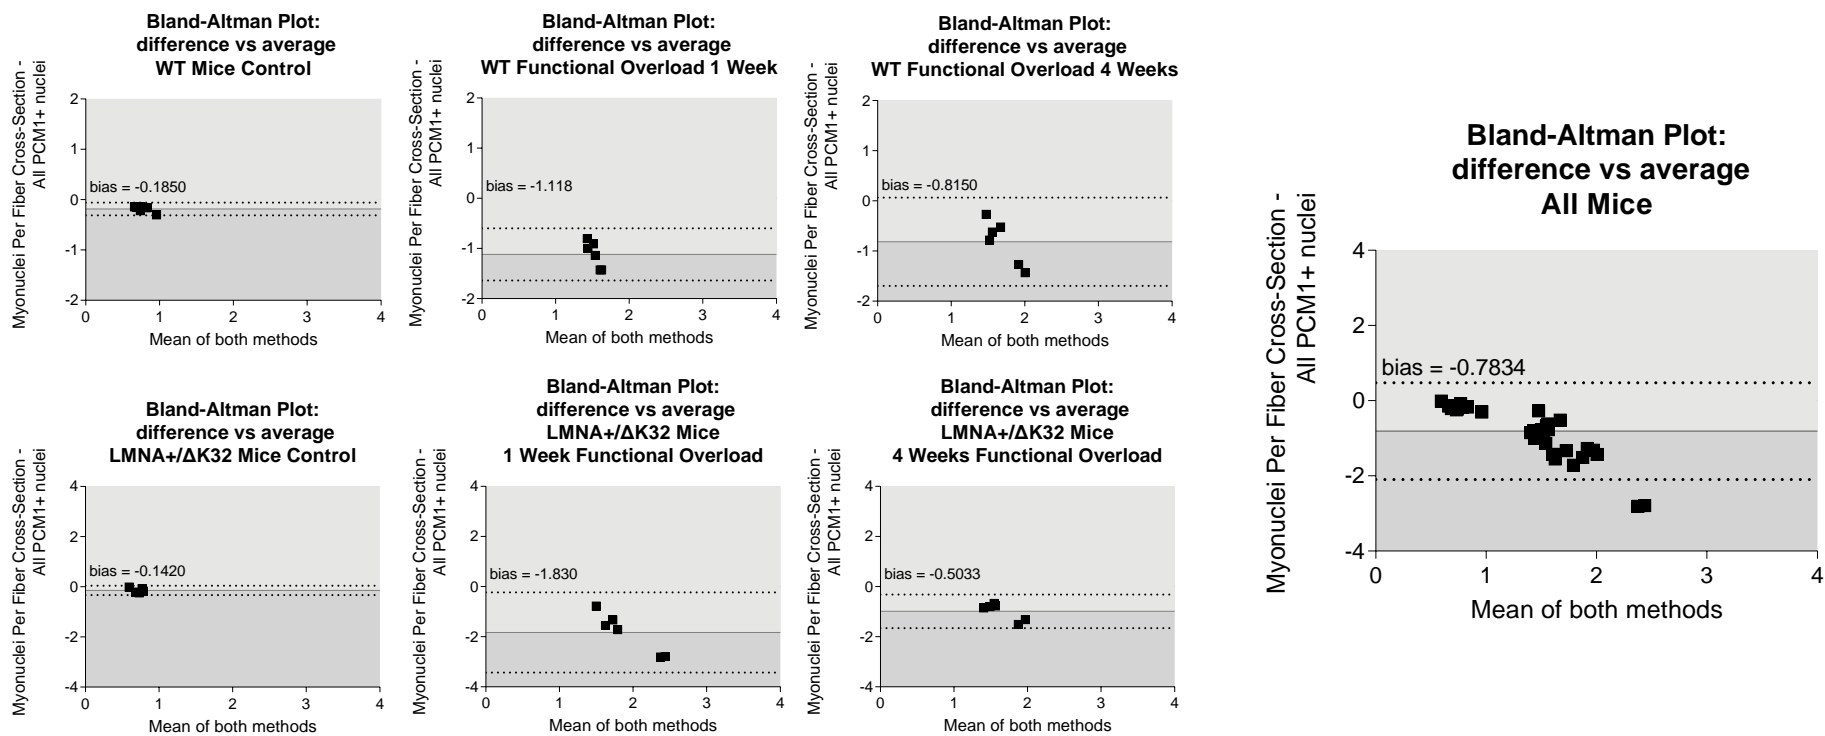 Bland-Altman Plot:
difference vs average
WT Mice Control
Myonuclei Per Fiber Cross-Section -
All PCM1+ nuclei
2
1
0
-1
-2
bias = -0.1850
0
1
2
3
4
Mean of both methods
Bland-Altman Plot:
difference vs average
WT Functional Overload 1 Week
Myonuclei Per Fiber Cross-Section -
All PCM1+ nuclei
2
1
0
-1
-2
bias = -1.118
0
1
2
3
4
Mean of both methods
Bland-Altman Plot:
difference vs average
WT Functional Overload 4 Weeks
Myonuclei Per Fiber Cross-Section -
All PCM1+ nuclei
2
1
0
-1
-2
bias = -0.8150
0
1
2
3
4
Mean of both methods
Bland-Altman Plot:
difference vs average
LMNA+/ΔK32 Mice Control
Myonuclei Per Fiber Cross-Section -
All PCM1+ nuclei
4
2
0
-2
-4
bias = -0.1420
0
1
2
3
4
Mean of both methods
Bland-Altman Plot:
difference vs average
LMNA+/ΔK32 Mice
1 Week Functional Overload
Myonuclei Per Fiber Cross-Section -
All PCM1+ nuclei
4
2
0
-2
-4
bias = -1.830
0
1
2
3
4
Mean of both methods
Bland-Altman Plot:
difference vs average
LMNA+/ΔK32 Mice
4 Weeks Functional Overload
Myonuclei Per Fiber Cross-Section -
All PCM1+ nuclei
4
2
0
-2
-4
bias = -0.5033
0
1
2
3
4
Mean of both methods
Bland-Altman Plot:
difference vs average
All Mice
Myonuclei Per Fiber Cross-Section -
All PCM1+ nuclei
4
2
0
-2
-4
bias = -0.7834
0
1
2
3
4
Mean of both methods